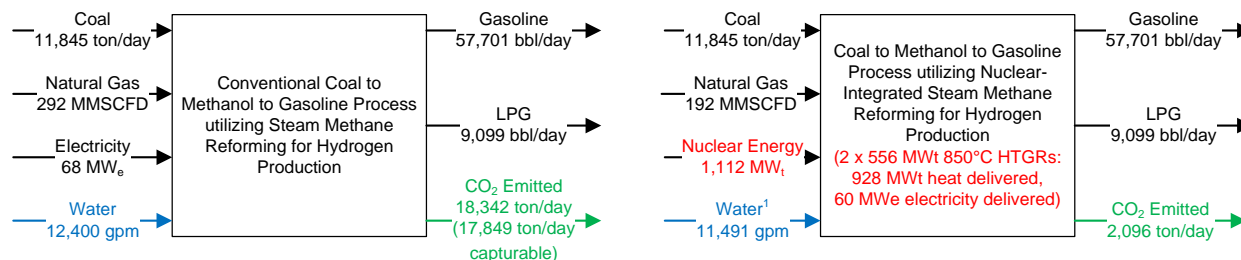 Coal
11,845 ton/day
Natural Gas
292 MMSCFD
Electricity
68 MWe
Water
12,400 gpm
Conventional Coal to
Methanol to Gasoline Process
utilizing Steam Methane
Reforming for Hydrogen
Production
Gasoline
57,701 bbl/day
LPG
9,099 bbl/day
CO2 Emitted
18,342 ton/day
(17,849 ton/day
capturable)
Coal
11,845 ton/day
Natural Gas
192 MMSCFD
Nuclear Energy
1,112 MWt
Water¹
11,491 gpm
Coal to Methanol to Gasoline
Process utilizing Nuclear-
Integrated Steam Methane
Reforming for Hydrogen
Production
(2 x 556 MWt 850°C HTGRs:
928 MWt heat delivered,
60 MWe electricity delivered)
Gasoline
57,701 bbl/day
LPG
9,099 bbl/day
CO2 Emitted
2,096 ton/day